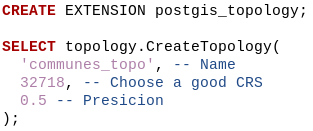 CREATE EXTENSION postgis_topology;
SELECT topology.CreateTopology(
'communes_topo', -- Name
32718, -- Choose a good CRS
0.5 -- Presicion
);